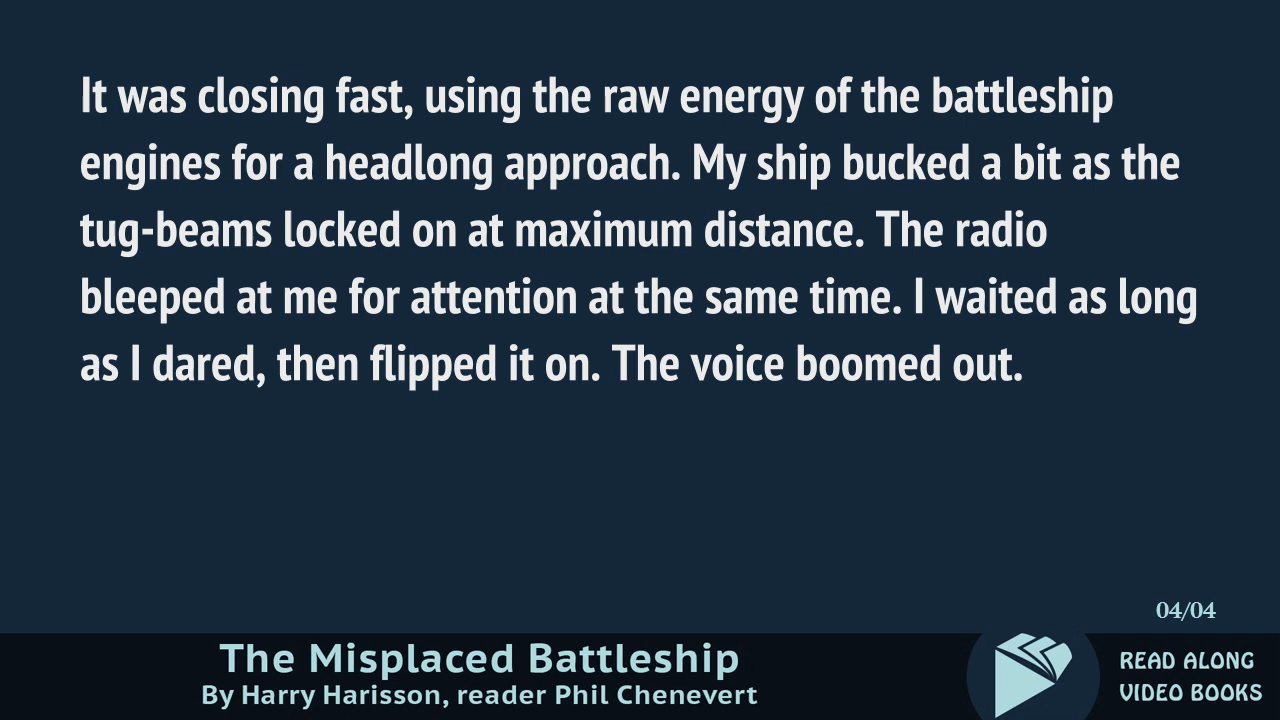 It was closing fast, using the raw energy of the battleship
engines for a headlong approach. My ship bucked a bit as the
tug-beams locked on at maximum distance. The radio
bleeped at me for attention at the same time. I waited as long
as I dared, then flipped it on. The voice boomed out.
04/04
The Misplaced Battleship
By Harry Harisson, reader Phil Chenevert
READ ALONG
VIDEO BOOKS